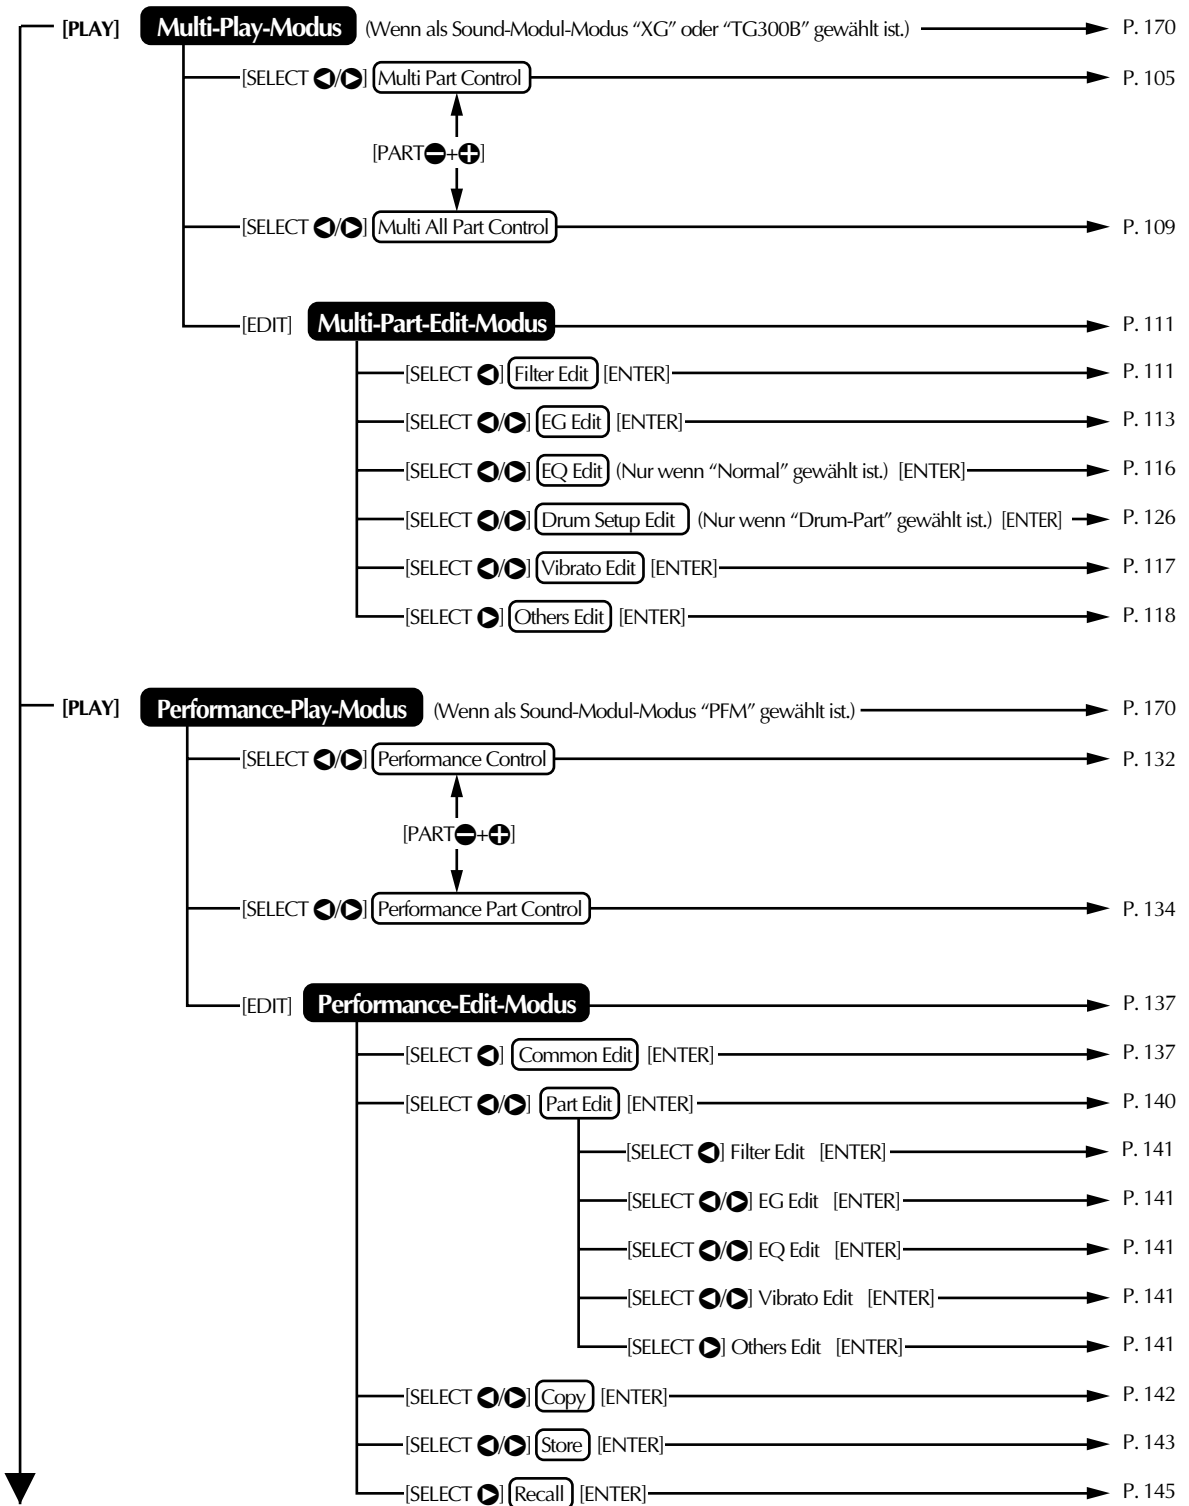 [PLAY] Multi-Play-Modus (Wenn als Sound-Modul-Modus “XG” oder “TG300B” gewählt ist.) P. 170
[SELECT ◀/▶] Multi Part Control P. 105
[PART−+＋]
[SELECT ◀/▶] Multi All Part Control P. 109
[EDIT] Multi-Part-Edit-Modus P. 111
[SELECT ◀] Filter Edit [ENTER] P. 111
[SELECT ◀/▶] EG Edit [ENTER] P. 113
[SELECT ◀/▶] EQ Edit (Nur wenn “Normal” gewählt ist.) [ENTER] P. 116
[SELECT ◀/▶] Drum Setup Edit (Nur wenn “Drum-Part” gewählt ist.) [ENTER] P. 126
[SELECT ◀/▶] Vibrato Edit [ENTER] P. 117
[SELECT ▶] Others Edit [ENTER] P. 118
[PLAY] Performance-Play-Modus (Wenn als Sound-Modul-Modus “PFM” gewählt ist.) P. 170
[SELECT ◀/▶] Performance Control P. 132
[PART−+＋]
[SELECT ◀/▶] Performance Part Control P. 134
[EDIT] Performance-Edit-Modus P. 137
[SELECT ◀] Common Edit [ENTER] P. 137
[SELECT ◀/▶] Part Edit [ENTER] P. 140
[SELECT ◀] Filter Edit [ENTER] P. 141
[SELECT ◀/▶] EG Edit [ENTER] P. 141
[SELECT ◀/▶] EQ Edit [ENTER] P. 141
[SELECT ◀/▶] Vibrato Edit [ENTER] P. 141
[SELECT ▶] Others Edit [ENTER] P. 141
[SELECT ◀/▶] Copy [ENTER] P. 142
[SELECT ◀/▶] Store [ENTER] P. 143
[SELECT ▶] Recall [ENTER] P. 145